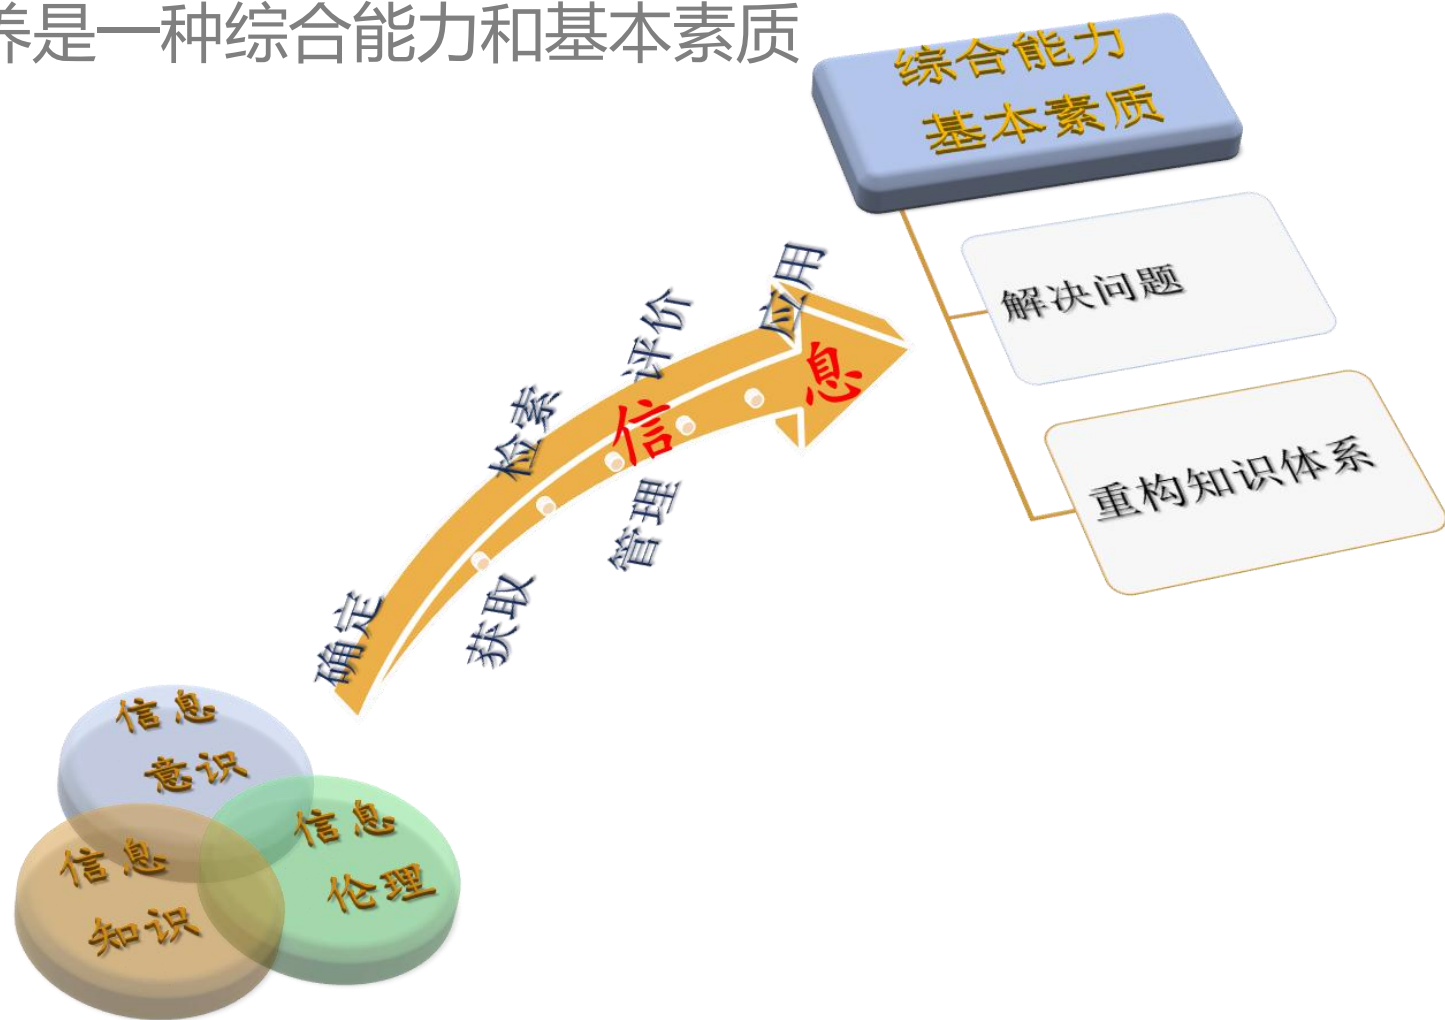 养是一种综合能力和基本素质
综合能力
基本素质
解决问题
重构知识体系
应用
评价
检索
信息
管理
获取
确定
信息
意识
信息
伦理
信息
知识